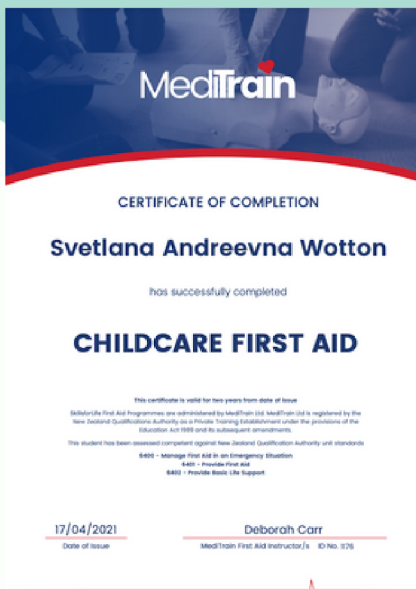 MediTrain
CERTIFICATE OF COMPLETION
Svetlana Andreevna Wotton
has successfully completed
CHILDCARE FIRST AID
This certificate is valid for two years from date of issue
SkillsforLife First Aid Programmes are administered by MediTrain Ltd. MediTrain Ltd is registered by the
New Zealand Qualifications Authority as a Private Training Establishment under the provisions of the
Education Act 1989 and its subsequent amendments.
This student has been assessed competent against New Zealand Qualification Authority unit standards
6400 - Manage First Aid in an Emergency Situation
6401 - Provide First Aid
6402 - Provide Basic Life Support
17/04/2021
Deborah Carr
Date of Issue
MediTrain First Aid Instructor/s ID No. 1176